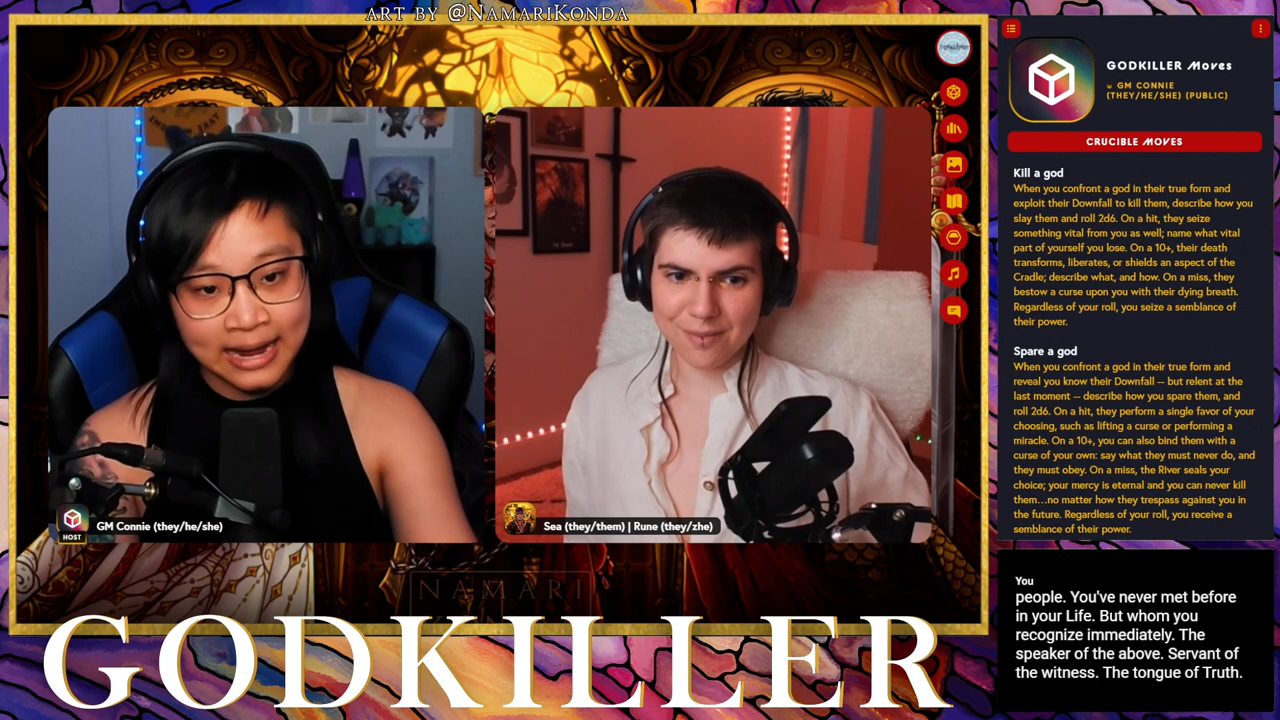 ART BY @NAMARIKONDA
GM Connie (they/he/she)
HOST
Sea (they/them) | Rune (they/zhe)
NAMARI
GODKILLER
GODKILLER Moves
GM CONNIE
(THEY/HE/SHE) (PUBLIC)
CRUCIBLE MOVES
Kill a god
When you confront a god in their true form and
exploit their Downfall to kill them, describe how you
slay them and roll 2d6. On a hit, they seize
something vital from you as well; name what vital
part of yourself you lose. On a 10+, their death
transforms, liberates, or shields an aspect of the
Cradle; describe what, and how. On a miss, they
bestow a curse upon you with their dying breath.
Regardless of your roll, you seize a semblance of
their power.
Spare a god
When you confront a god in their true form and
reveal you know their Downfall -- but relent at the
last moment -- describe how you spare them, and
roll 2d6. On a hit, they perform a single favor of your
choosing, such as lifting a curse or performing a
miracle. On a 10+, you can also bind them with a
curse of your own: say what they must never do, and
they must obey. On a miss, the River seals your
choice; your mercy is eternal and you can never kill
them...no matter how they trespass against you in
the future. Regardless of your roll, you receive a
semblance of their power.
You
people. You've never met before
in your Life. But whom you
recognize immediately. The
speaker of the above. Servant of
the witness. The tongue of Truth.